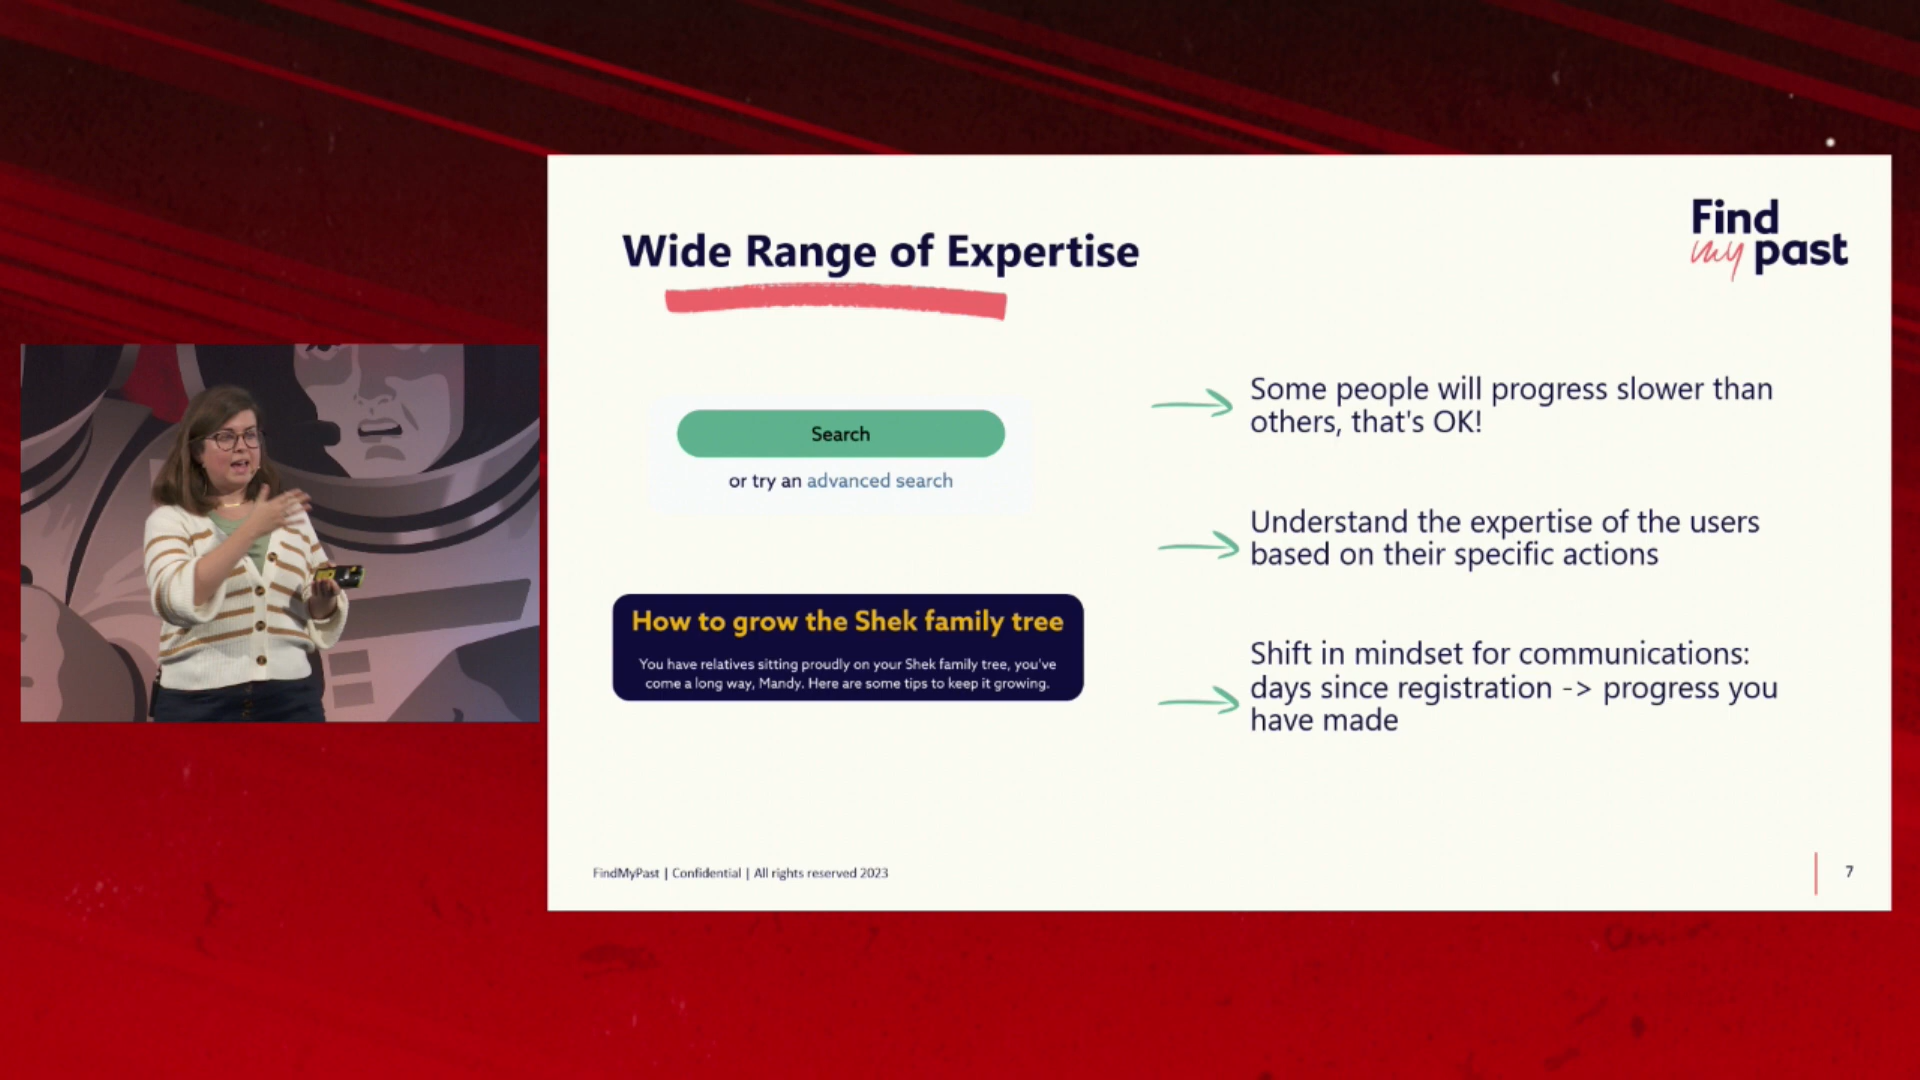 Find
my past
Wide Range of Expertise
Search
or try an advanced search
How to grow the Shek family tree
You have relatives sitting proudly on your Shek family tree, you've
come a long way, Mandy. Here are some tips to keep it growing.
Some people will progress slower than
others, that's OK!
Understand the expertise of the users
based on their specific actions
Shift in mindset for communications:
days since registration -> progress you
have made
FindMyPast | Confidential | All rights reserved 2023
7